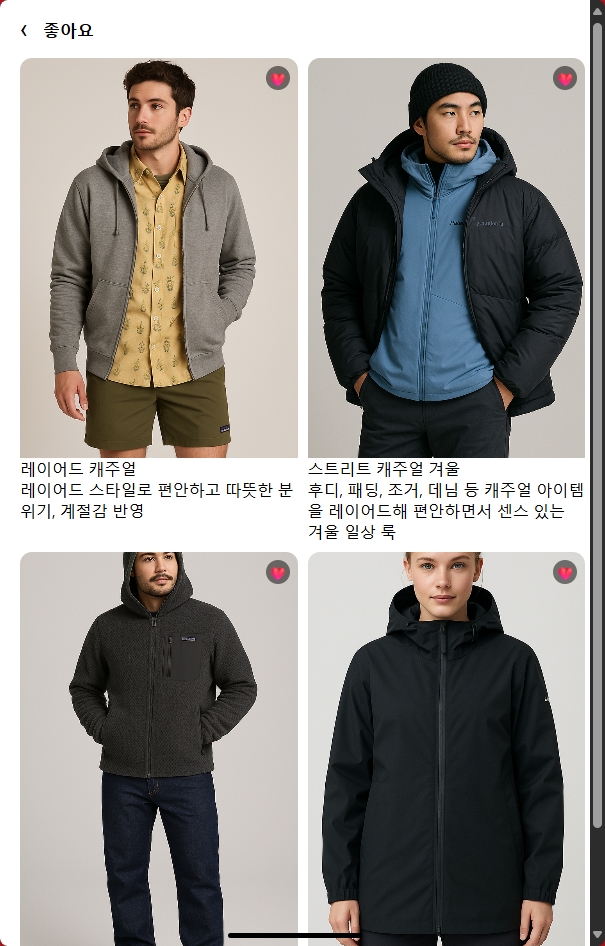 좋아요
레이어드 캐주얼
레이어드 스타일로 편안하고 따뜻한 분
위기, 계절감 반영
스트리트 캐주얼 겨울
후디, 패딩, 조거, 데님 등 캐주얼 아이템
을 레이어드해 편안하면서 센스 있는
겨울 일상 룩